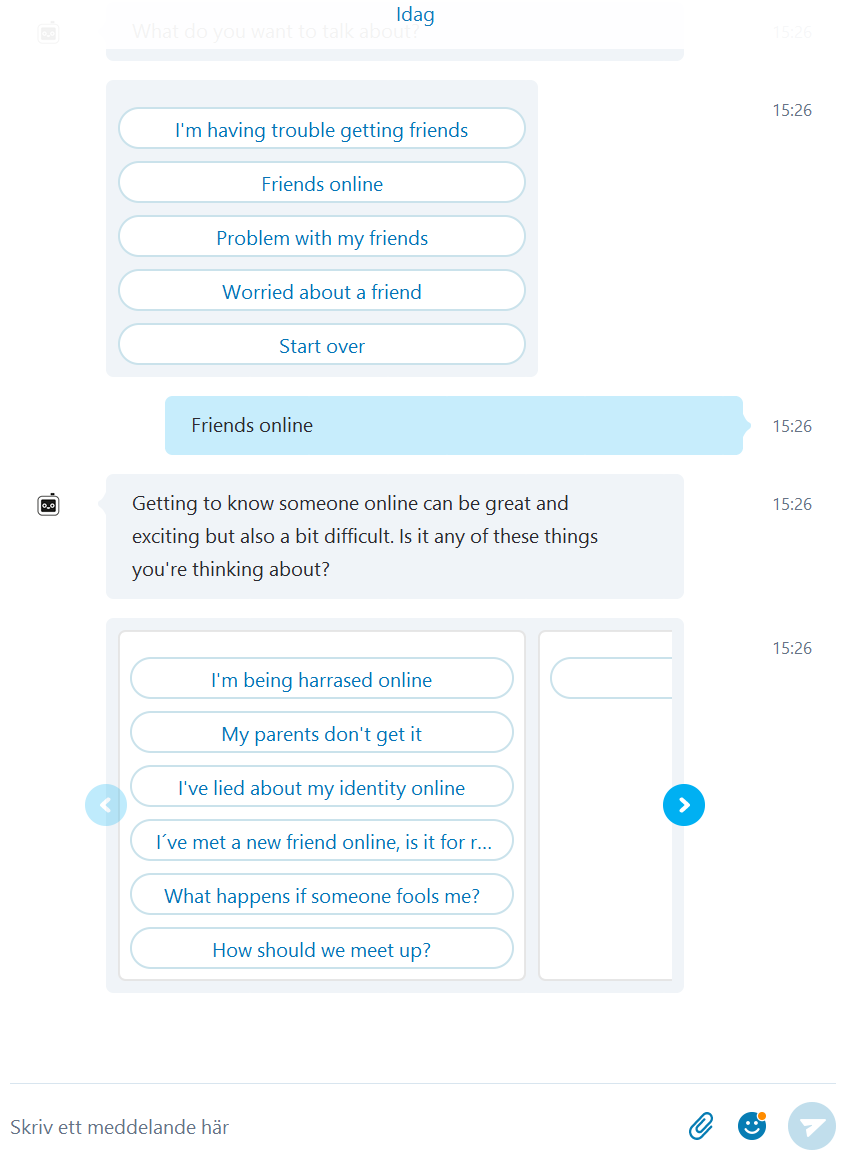 Idag
What do you want to talk about?
15:26
15:26
I'm having trouble getting friends
Friends online
Problem with my friends
Worried about a friend
Start over
Friends online
15:26
Getting to know someone online can be great and
15:26
exciting but also a bit difficult. Is it any of these things
you're thinking about?
15:26
I'm being harrased online
My parents don't get it
I've lied about my identity online
I´ve met a new friend online, is it for r...
What happens if someone fools me?
How should we meet up?
Skriv ett meddelande här